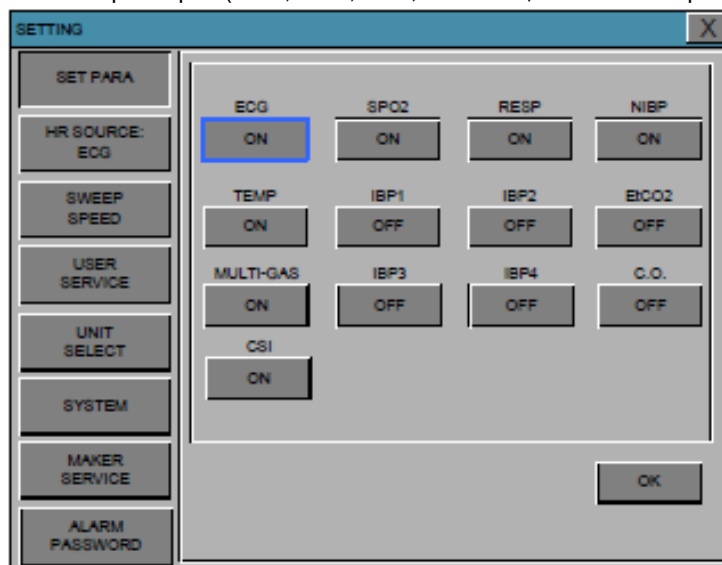 SETTING X
SET PARA
HR SOURCE:
ECG
SWEEP
SPEED
USER
SERVICE
UNIT
SELECT
SYSTEM
MAKER
SERVICE
ALARM
PASSWORD
ECG SPO2 RESP NIBP
ON ON ON ON
TEMP IBP1 IBP2 EtCO2
ON OFF OFF OFF
MULTI-GAS IBP3 IBP4 C.O.
ON OFF OFF OFF
CSI
ON
OK